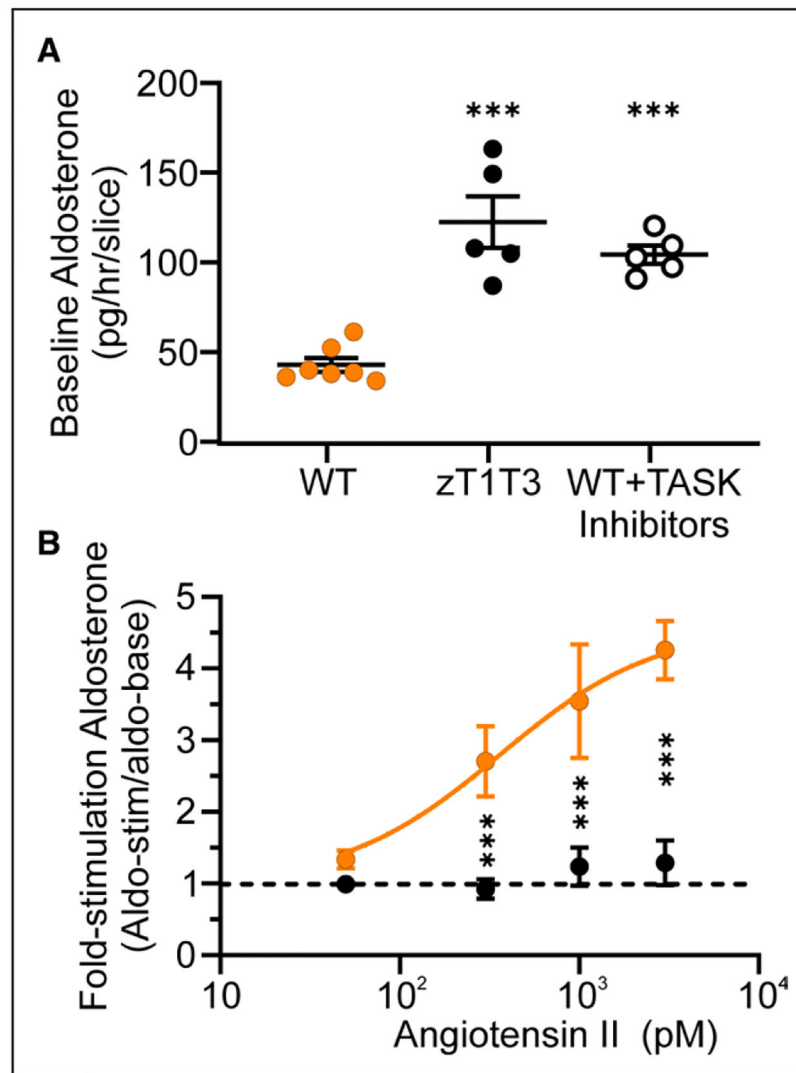 A
Baseline Aldosterone
(pg/hr/slice)
200
150
100
50
0
***
***
WT
zT1T3
WT+TASK
Inhibitors
B
Fold-stimulation Aldosterone
(Aldo-stim/aldo-base)
5
4
3
2
1
0
***
***
***
10
10²
10³
10⁴
Angiotensin II (pM)